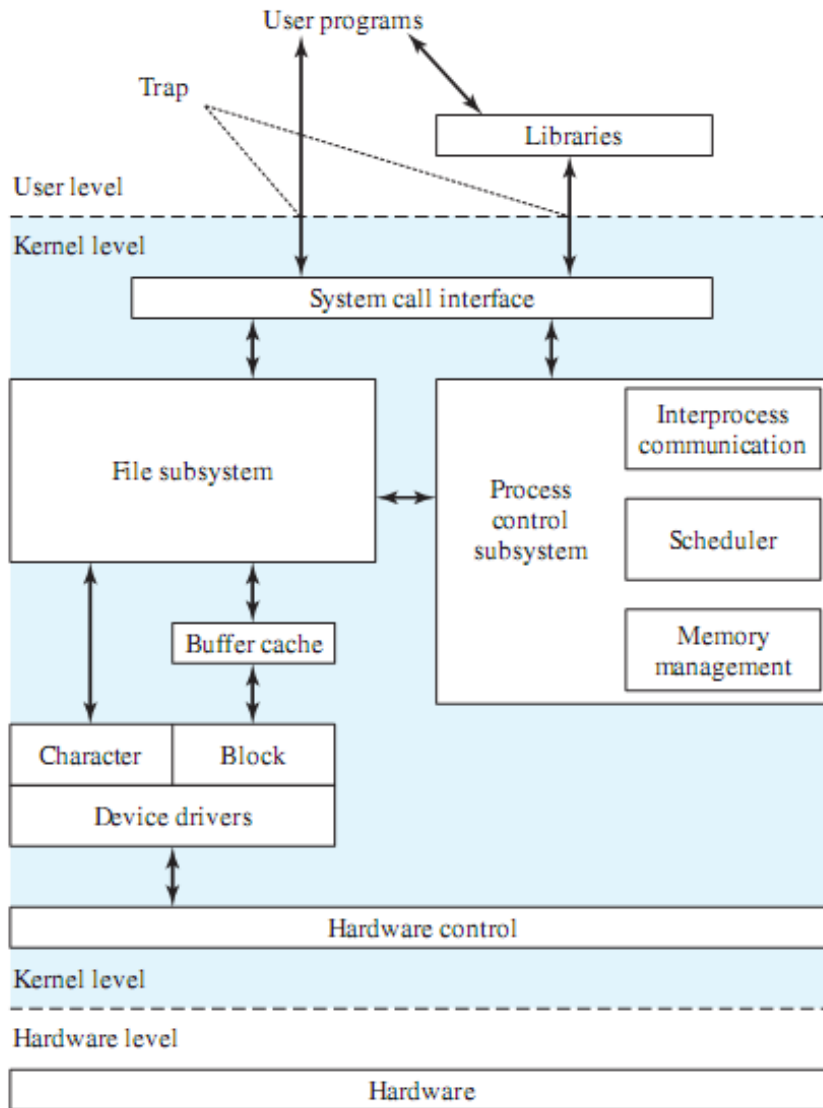 User programs
Trap
Libraries
User level
Kernel level
System call interface
File subsystem
Process
control
subsystem
Interprocess
communication
Scheduler
Memory
management
Buffer cache
Character
Block
Device drivers
Hardware control
Kernel level
Hardware level
Hardware